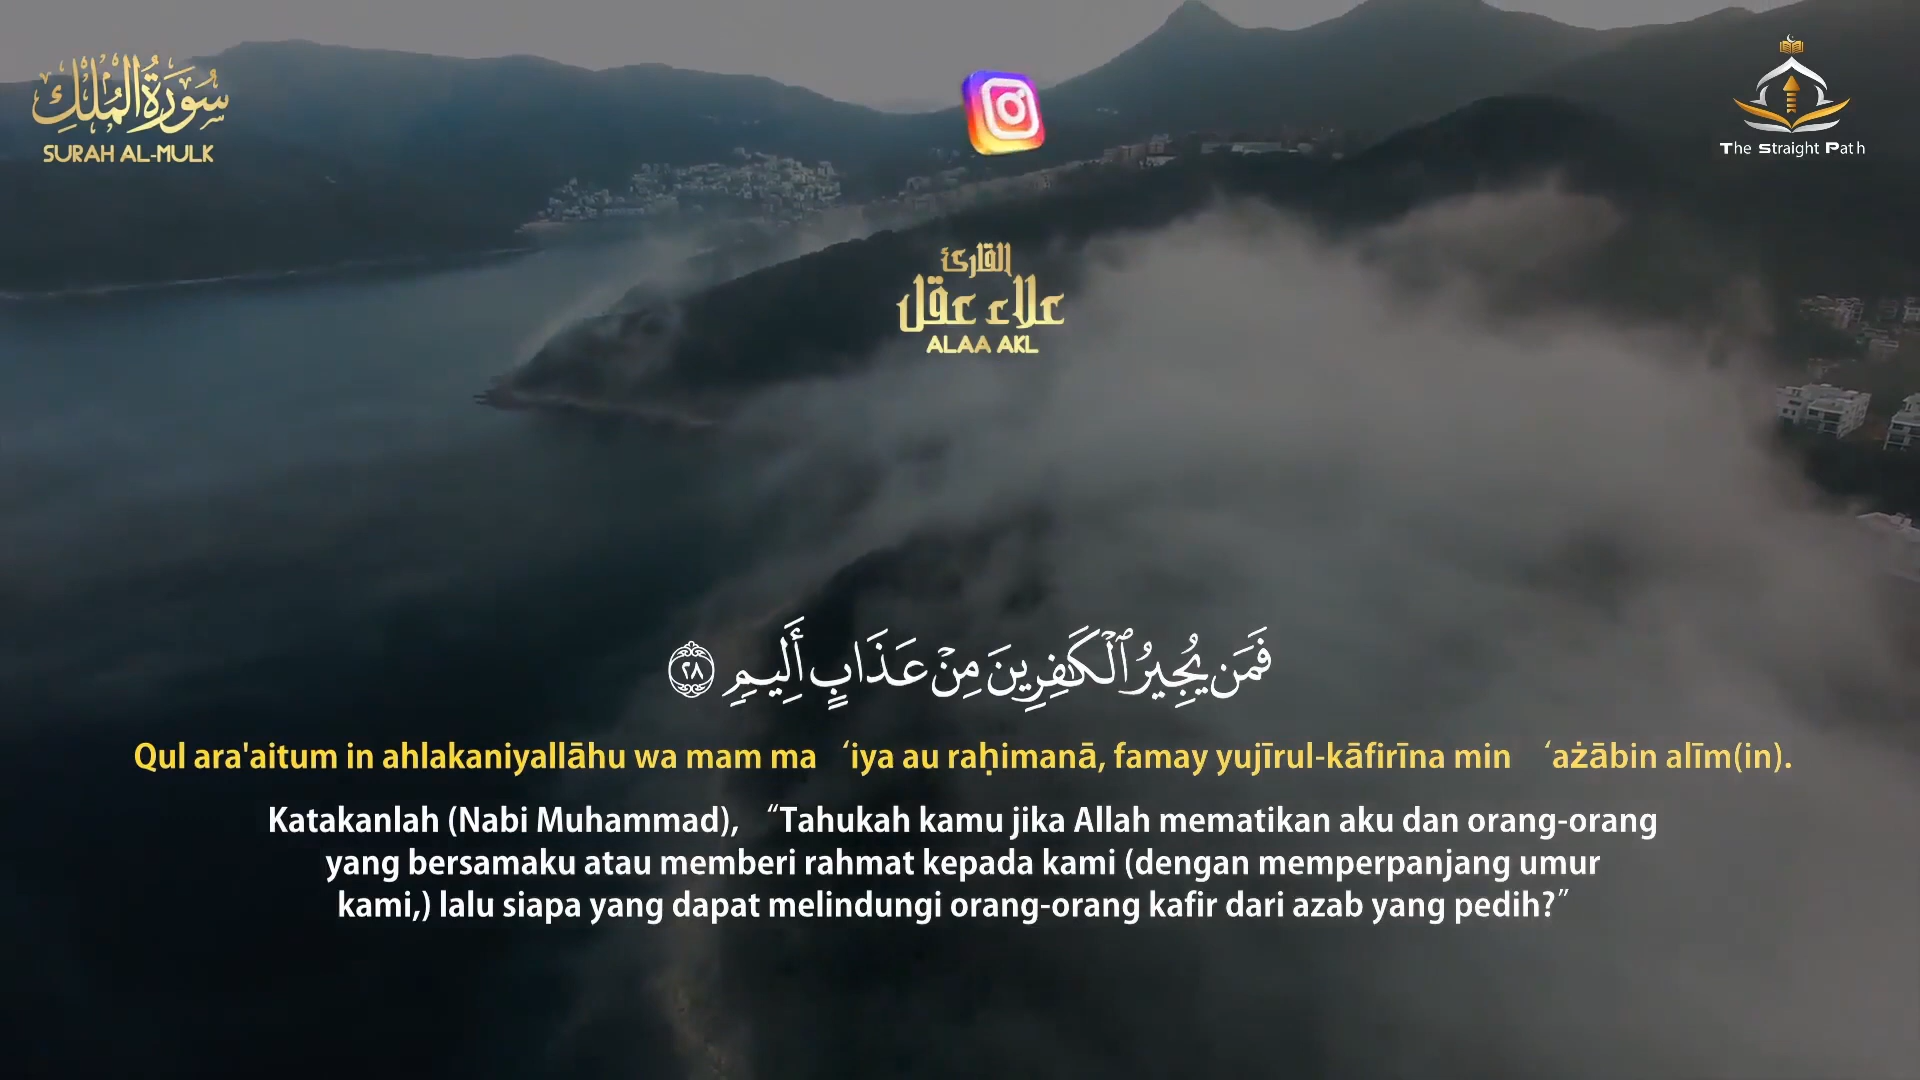 سُورَةُ الْمُلْكِ
SURAH AL-MULK
The Straight Path
القارئ
علاء عقل
ALAA AKL
فَمَن يُجِيرُ ٱلْكَٰفِرِينَ مِنْ عَذَابٍ أَلِيمٍ ٢٨
Qul ara'aitum in ahlakaniyallāhu wa mam ma ‘iya au raḥimanā, famay yujīrul-kāfirīna min ‘ażābin alīm(in).
Katakanlah (Nabi Muhammad), “Tahukah kamu jika Allah mematikan aku dan orang-orang
yang bersamaku atau memberi rahmat kepada kami (dengan memperpanjang umur
kami,) lalu siapa yang dapat melindungi orang-orang kafir dari azab yang pedih?”